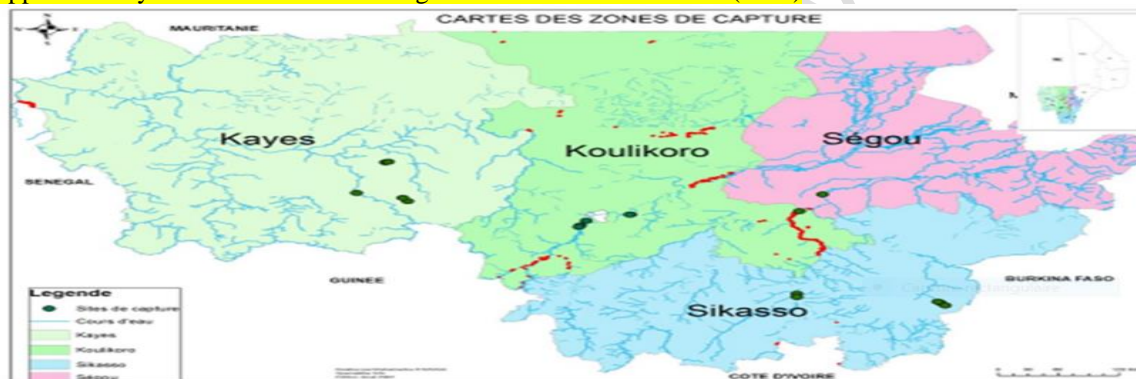 CARTES DES ZONES DE CAPTURE
MAURITANIE
Kayes
Koulikoro
Ségou
SENEGAL
GUINEE
BURKINA FASO
Sikasso
COTE D'IVOIRE
Legende
Sites de capture
Cours d'eau
Kayes
Koulikoro
Sikasso
Ségou